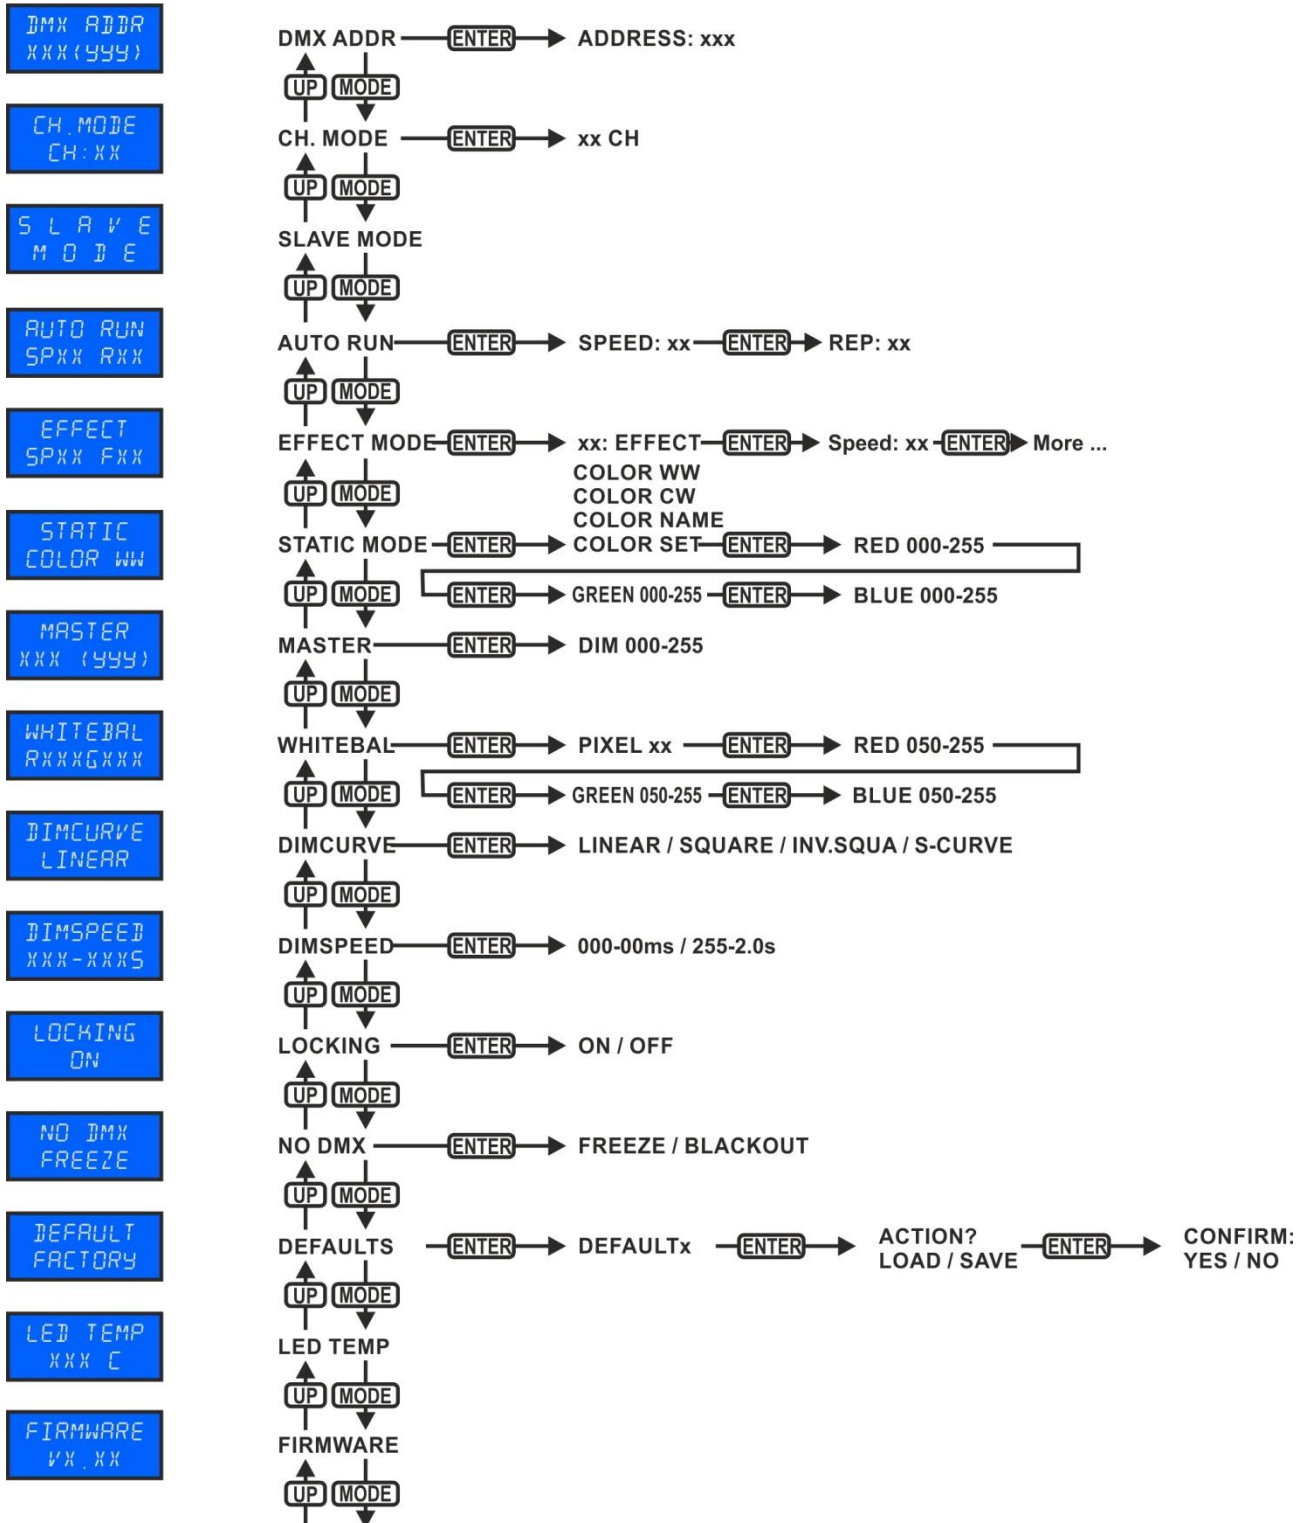 DMX ADDR
XXX(YYY)
DMX ADDR ENTER ADDRESS: xxx
UP MODE
CH.MODE
CH:XX
CH. MODE ENTER xx CH
UP MODE
SLAVE
MODE
SLAVE MODE
UP MODE
AUTO RUN
SPXX RXX
AUTO RUN ENTER SPEED: xx ENTER REP: xx
UP MODE
EFFECT
SPXX FXX
EFFECT MODE ENTER xx: EFFECT ENTER Speed: xx ENTER More ...
COLOR WW
UP MODE
COLOR CW
COLOR NAME
STATIC
COLOR WW
STATIC MODE ENTER COLOR SET ENTER RED 000-255
UP MODE ENTER GREEN 000-255 ENTER BLUE 000-255
MASTER
XXX (YYY)
MASTER ENTER DIM 000-255
UP MODE
WHITEBAL
RXXXGXXX
WHITEBAL ENTER PIXEL xx ENTER RED 050-255
UP MODE ENTER GREEN 050-255 ENTER BLUE 050-255
DIMCURVE
LINEAR
DIMCURVE ENTER LINEAR / SQUARE / INV.SQUA / S-CURVE
UP MODE
DIMSPEED
XXX-XXXS
DIMSPEED ENTER 000-00ms / 255-2.0s
UP MODE
LOCKING
ON
LOCKING ENTER ON / OFF
UP MODE
NO DMX
FREEZE
NO DMX ENTER FREEZE / BLACKOUT
UP MODE
DEFAULT
FACTORY
DEFAULTS ENTER DEFAULTx ENTER ACTION? LOAD / SAVE ENTER CONFIRM: YES / NO
UP MODE
LED TEMP
XXX C
LED TEMP
UP MODE
FIRMWARE
VX.XX
FIRMWARE
UP MODE